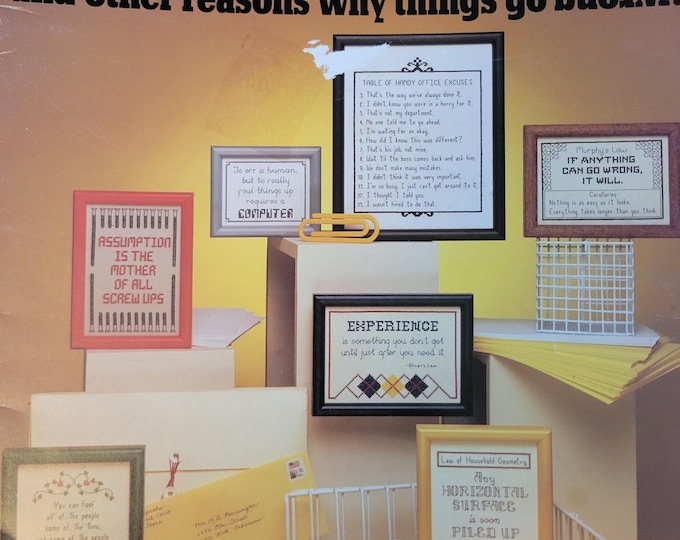 and other reasons why things go
TABLE OF HANDY OFFICE EXCUSES
1. That's the way we've always done it.
2. I didn't know you were in a hurry for it.
3. That's not my department.
4. No one told me to go ahead.
5. I'm waiting for an okay.
6. How did I know this was different?
7. That's his job, not mine.
8. Wait 'til the boss comes back and ask him.
9. We don't make many mistakes.
10. I didn't think it was very important.
11. I'm so busy, I just can't get around to it.
12. I thought I told you.
13. I wasn't hired to do that.
To err is human,
but to really
foul things up
requires a
COMPUTER
Murphy's Law
IF ANYTHING
CAN GO WRONG,
IT WILL.
Corollaries
Nothing is as easy as it looks.
Everything takes longer than you think.
ASSUMPTION
IS THE
MOTHER
OF ALL
SCREW UPS
EXPERIENCE
is something you don't get
until just after you need it.
-Oliver's Law
Law of Household Geometry
Any
HORIZONTAL
SURFACE
is soon
PILED UP
You can fool
all of the people
some of the time,
and some of the people